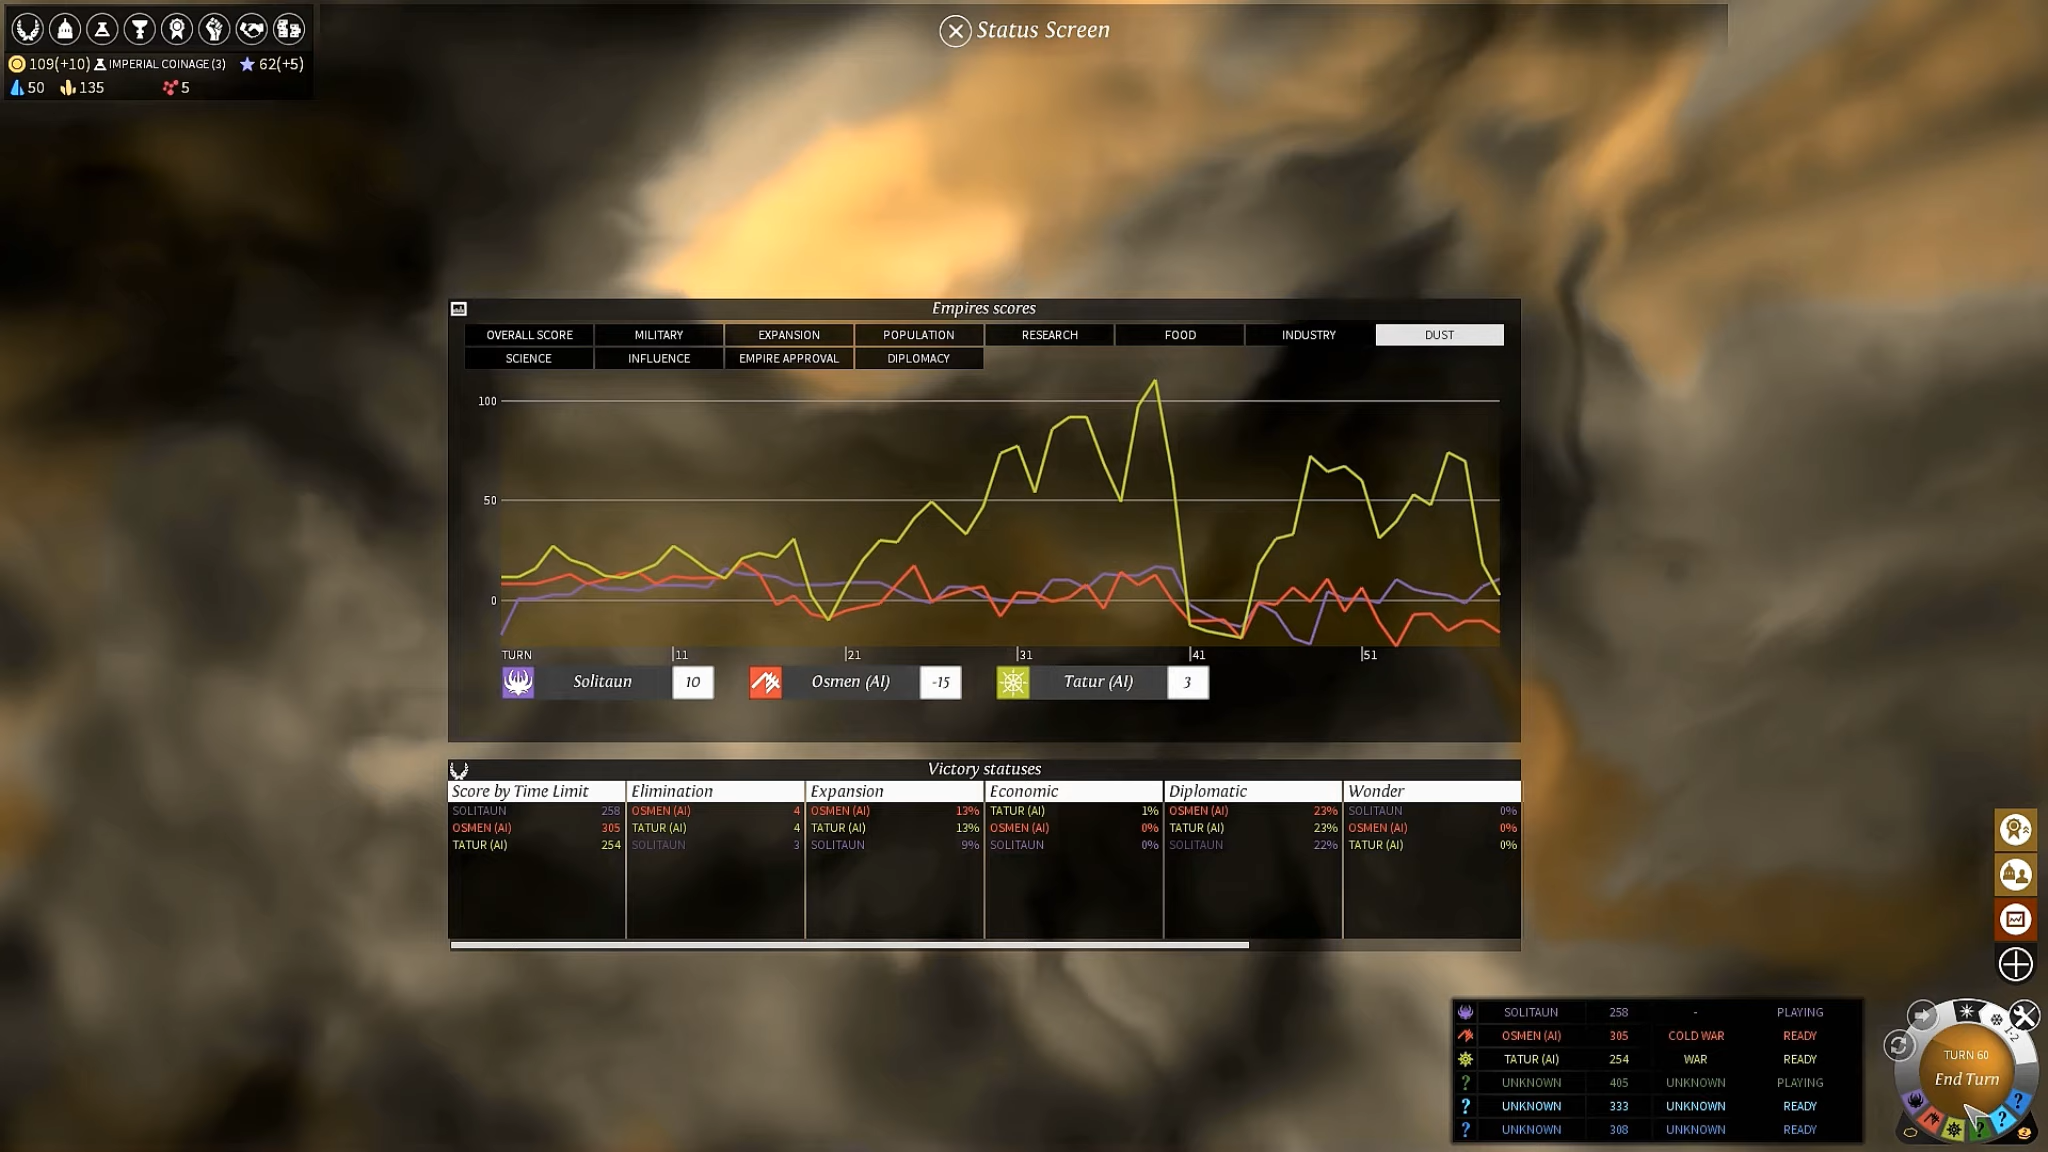 Status Screen
109(+10) IMPERIAL COINAGE (3) 62(+5)
50 135 5
Empires scores
OVERALL SCORE MILITARY EXPANSION POPULATION RESEARCH FOOD INDUSTRY DUST
SCIENCE INFLUENCE EMPIRE APPROVAL DIPLOMACY
100
50
0
TURN 11 21 31 41 51
Solitaun 10 Osmen (AI) -15 Tatur (AI) 3
Victory statuses
Score by Time Limit Elimination Expansion Economic Diplomatic Wonder
SOLITAUN 258 OSMEN (AI) 4 OSMEN (AI) 13% TATUR (AI) 1% OSMEN (AI) 23% SOLITAUN 0%
OSMEN (AI) 305 TATUR (AI) 4 TATUR (AI) 13% OSMEN (AI) 0% TATUR (AI) 23% OSMEN (AI) 0%
TATUR (AI) 254 SOLITAUN 3 SOLITAUN 9% SOLITAUN 0% SOLITAUN 22% TATUR (AI) 0%
SOLITAUN 258 - PLAYING
OSMEN (AI) 305 COLD WAR READY
TATUR (AI) 254 WAR READY
? UNKNOWN 405 UNKNOWN PLAYING
? UNKNOWN 333 UNKNOWN READY
? UNKNOWN 308 UNKNOWN READY
1-2
TURN 60
End Turn
? ? ?